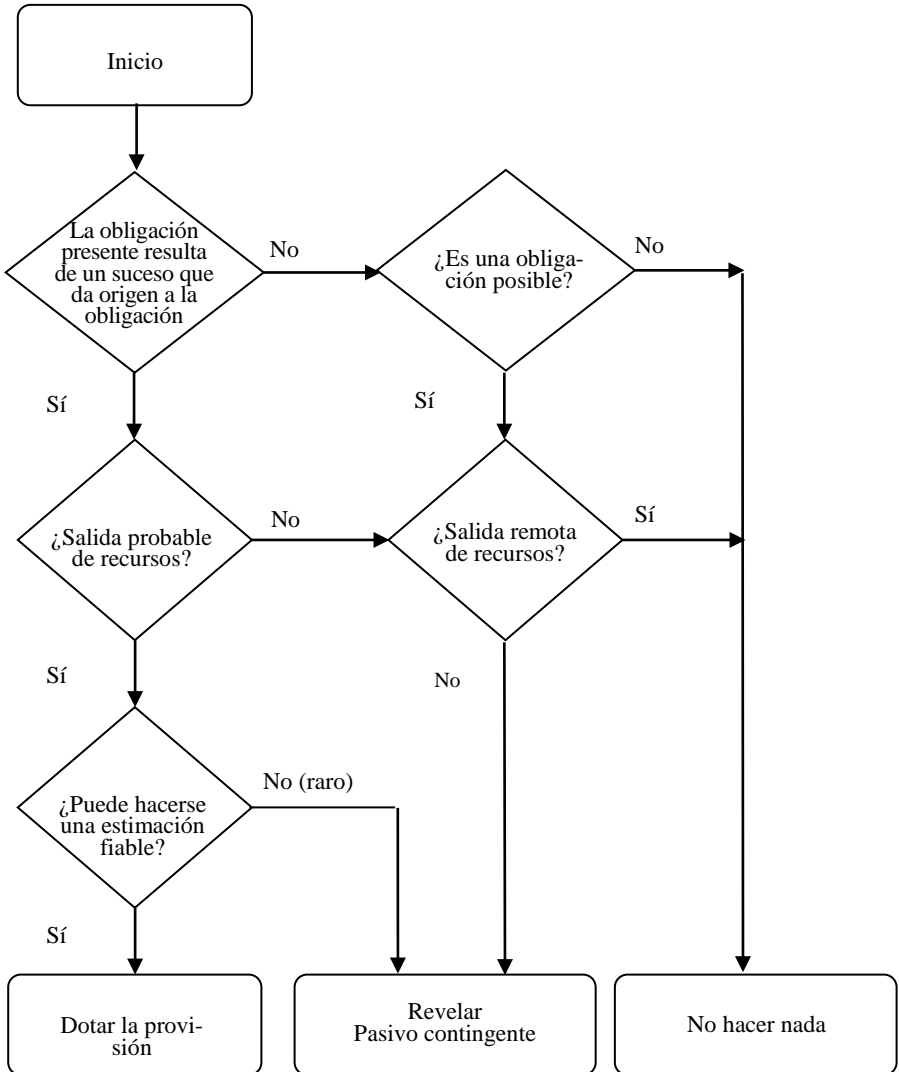 Inicio
La obligación
presente resulta
de un suceso que
da origen a la
obligación
No
¿Es una obliga-
ción posible?
No
Sí
Sí
¿Salida probable
de recursos?
No
¿Salida remota
de recursos?
Sí
Sí
No
¿Puede hacerse
una estimación
fiable?
No (raro)
Sí
Dotar la provi-
sión
Revelar
Pasivo contingente
No hacer nada